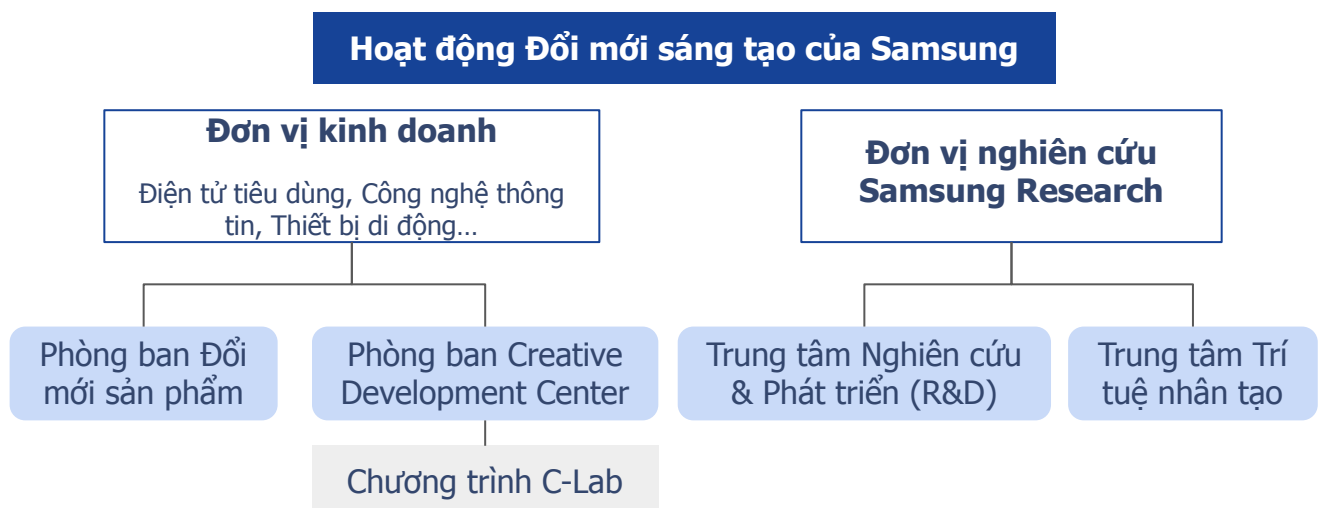 Hoạt động Đổi mới sáng tạo của Samsung
Đơn vị kinh doanh
Điện tử tiêu dùng, Công nghệ thông
tin, Thiết bị di động...
Đơn vị nghiên cứu
Samsung Research
Phòng ban Đổi
mới sản phẩm
Phòng ban Creative
Development Center
Trung tâm Nghiên cứu
& Phát triển (R&D)
Trung tâm Trí
tuệ nhân tạo
Chương trình C-Lab